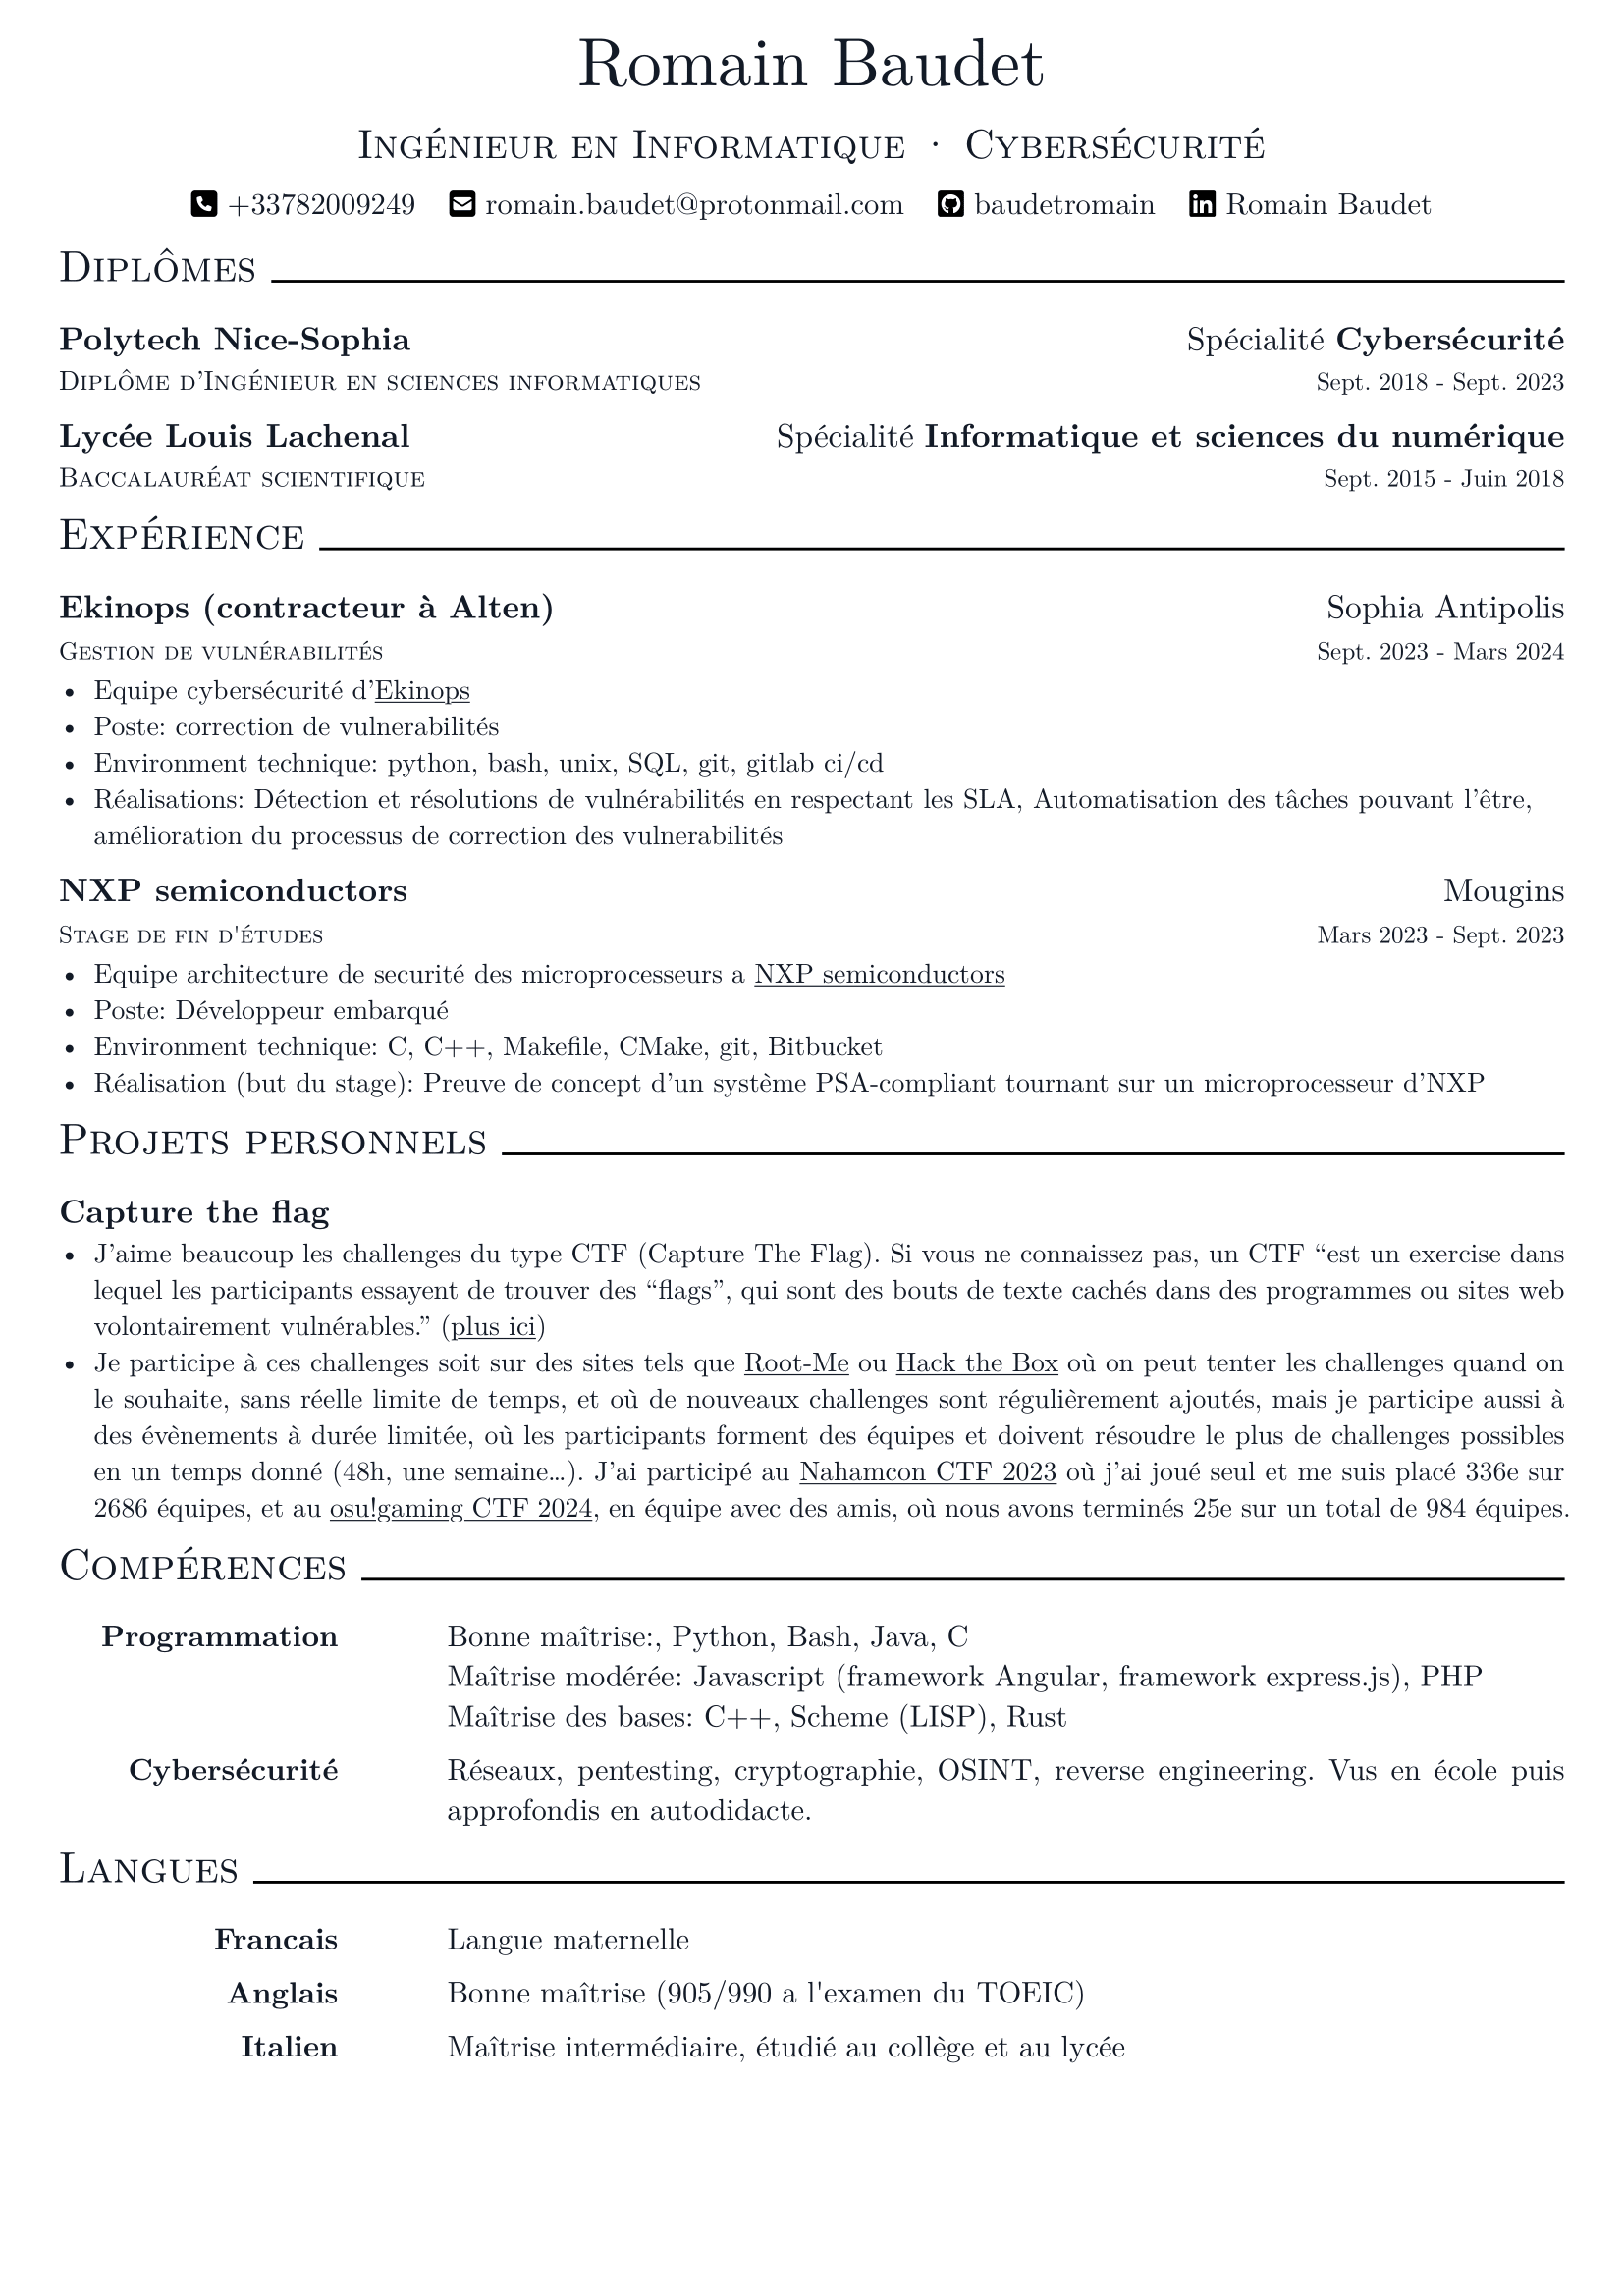 Romain Baudet
Ingénieur en Informatique · Cybersécurité
+33782009249 romain.baudet@protonmail.com baudetromain Romain Baudet
Diplômes
Polytech Nice-Sophia Spécialité Cybersécurité
Diplôme d'Ingénieur en sciences informatiques Sept. 2018 - Sept. 2023
Lycée Louis Lachenal Spécialité Informatique et sciences du numérique
Baccalauréat scientifique Sept. 2015 - Juin 2018
Expérience
Ekinops (contracteur à Alten) Sophia Antipolis
Gestion de vulnérabilités Sept. 2023 - Mars 2024
• Equipe cybersécurité d'Ekinops
• Poste: correction de vulnerabilités
• Environment technique: python, bash, unix, SQL, git, gitlab ci/cd
• Réalisations: Détection et résolutions de vulnérabilités en respectant les SLA, Automatisation des tâches pouvant l'être,
amélioration du processus de correction des vulnerabilités
NXP semiconductors Mougins
Stage de fin d'études Mars 2023 - Sept. 2023
• Equipe architecture de securité des microprocesseurs a NXP semiconductors
• Poste: Développeur embarqué
• Environment technique: C, C++, Makefile, CMake, git, Bitbucket
• Réalisation (but du stage): Preuve de concept d'un système PSA-compliant tournant sur un microprocesseur d'NXP
Projets personnels
Capture the flag
• J'aime beaucoup les challenges du type CTF (Capture The Flag). Si vous ne connaissez pas, un CTF “est un exercise dans
lequel les participants essayent de trouver des “flags”, qui sont des bouts de texte cachés dans des programmes ou sites web
volontairement vulnérables.” (plus ici)
• Je participe à ces challenges soit sur des sites tels que Root-Me ou Hack the Box où on peut tenter les challenges quand on
le souhaite, sans réelle limite de temps, et où de nouveaux challenges sont régulièrement ajoutés, mais je participe aussi à
des évènements à durée limitée, où les participants forment des équipes et doivent résoudre le plus de challenges possibles
en un temps donné (48h, une semaine…). J'ai participé au Nahamcon CTF 2023 où j'ai joué seul et me suis placé 336e sur
2686 équipes, et au osu!gaming CTF 2024, en équipe avec des amis, où nous avons terminés 25e sur un total de 984 équipes.
Compérences
Programmation Bonne maîtrise:, Python, Bash, Java, C
Maîtrise modérée: Javascript (framework Angular, framework express.js), PHP
Maîtrise des bases: C++, Scheme (LISP), Rust
Cybersécurité Réseaux, pentesting, cryptographie, OSINT, reverse engineering. Vus en école puis
approfondis en autodidacte.
Langues
Francais Langue maternelle
Anglais Bonne maîtrise (905/990 a l'examen du TOEIC)
Italien Maîtrise intermédiaire, étudié au collège et au lycée